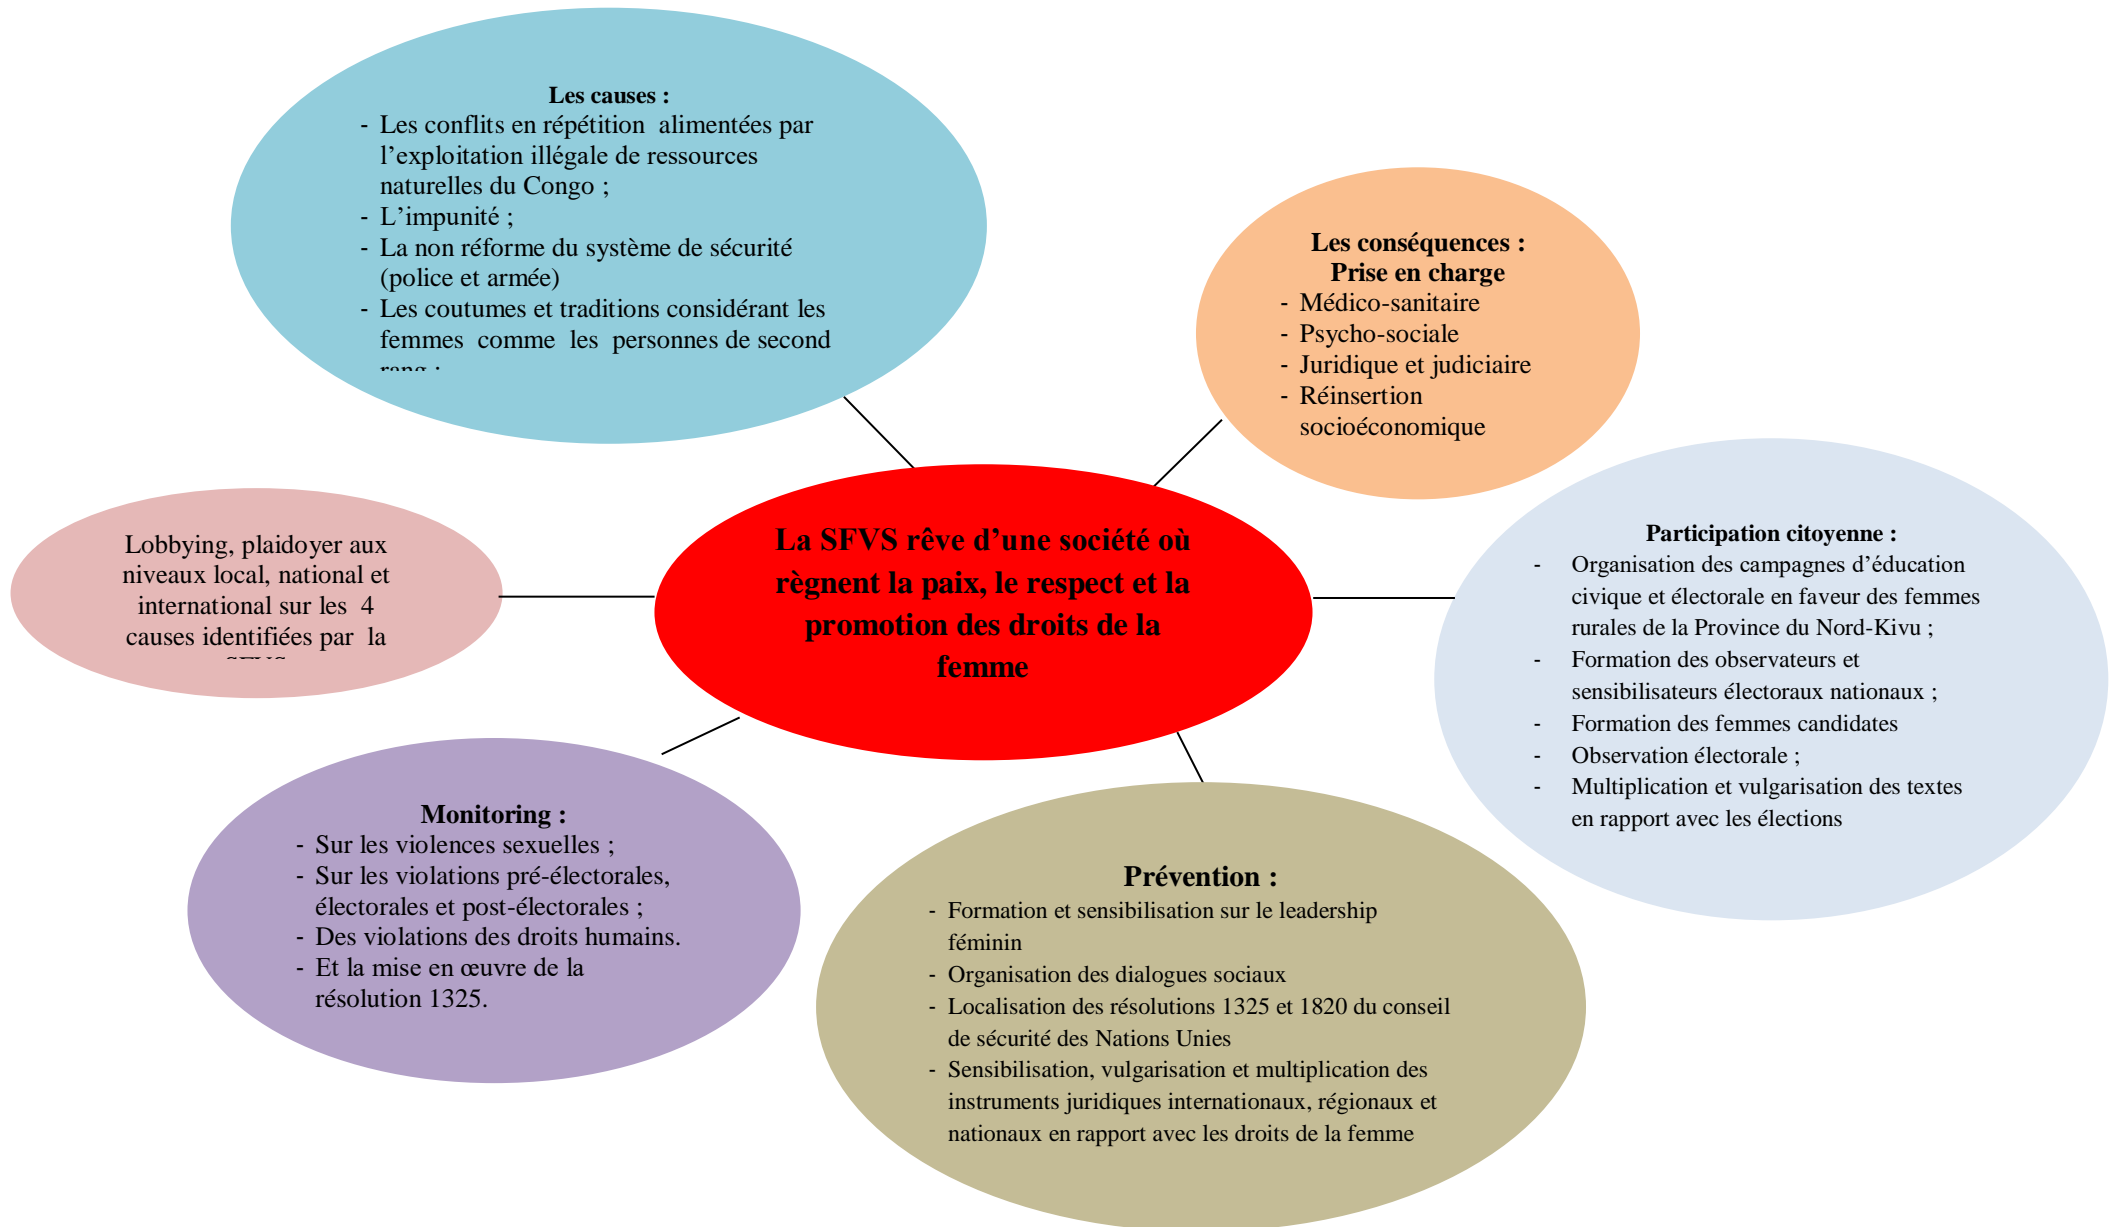 Les causes :
- Les conflits en répétition alimentées par
l’exploitation illégale de ressources
naturelles du Congo ;
- L’impunité ;
- La non réforme du système de sécurité
(police et armée)
- Les coutumes et traditions considérant les
femmes comme les personnes de second
rang ;
Les conséquences :
Prise en charge
- Médico-sanitaire
- Psycho-sociale
- Juridique et judiciaire
- Réinsertion
socioéconomique
Lobbying, plaidoyer aux
niveaux local, national et
international sur les 4
causes identifiées par la
SFVS
La SFVS rêve d’une société où
règnent la paix, le respect et la
promotion des droits de la
femme
Participation citoyenne :
- Organisation des campagnes d’éducation
civique et électorale en faveur des femmes
rurales de la Province du Nord-Kivu ;
- Formation des observateurs et
sensibilisateurs électoraux nationaux ;
- Formation des femmes candidates
- Observation électorale ;
- Multiplication et vulgarisation des textes
en rapport avec les élections
Monitoring :
- Sur les violences sexuelles ;
- Sur les violations pré-électorales,
électorales et post-électorales ;
- Des violations des droits humains.
- Et la mise en œuvre de la
résolution 1325.
Prévention :
- Formation et sensibilisation sur le leadership
féminin
- Organisation des dialogues sociaux
- Localisation des résolutions 1325 et 1820 du conseil
de sécurité des Nations Unies
- Sensibilisation, vulgarisation et multiplication des
instruments juridiques internationaux, régionaux et
nationaux en rapport avec les droits de la femme